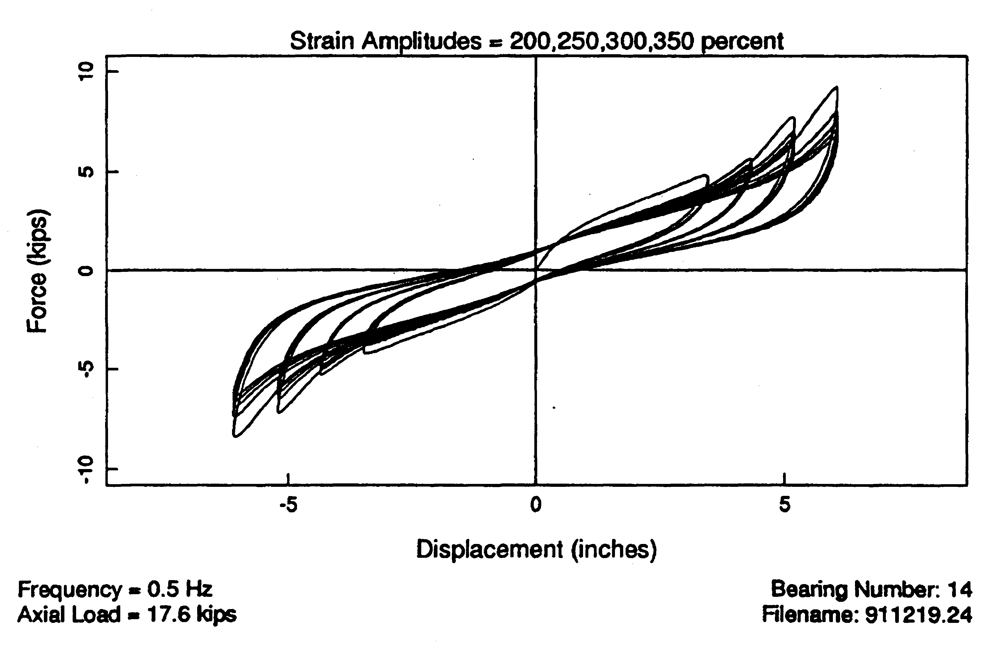 Strain Amplitudes = 200,250,300,350 percent
10
5
0
-5
-10
Force (kips)
-5 0 5
Displacement (inches)
Frequency = 0.5 Hz
Axial Load = 17.6 kips
Bearing Number: 14
Filename: 911219.24